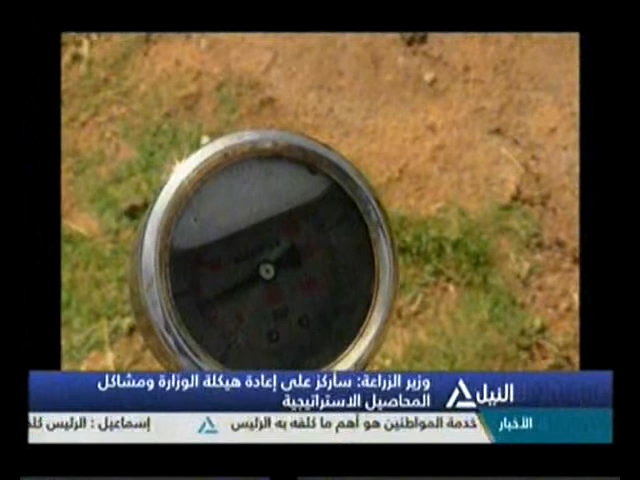 وزير الزراعة: سأركز على إعادة هيكلة الوزارة ومشاكل
المحاصيل الاستراتيجية
النيل
الأخبار
خدمة المواطنين هو أهم ما كلفه به الرئيس
إسماعيل : الرئيس